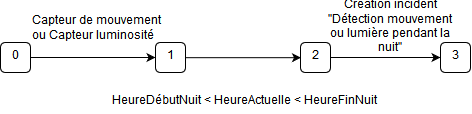 Capteur de mouvement
ou Capteur luminosité
Création incident
"Détection mouvement
ou lumière pendant la
nuit"
0
1
2
3
HeureDébutNuit < HeureActuelle < HeureFinNuit